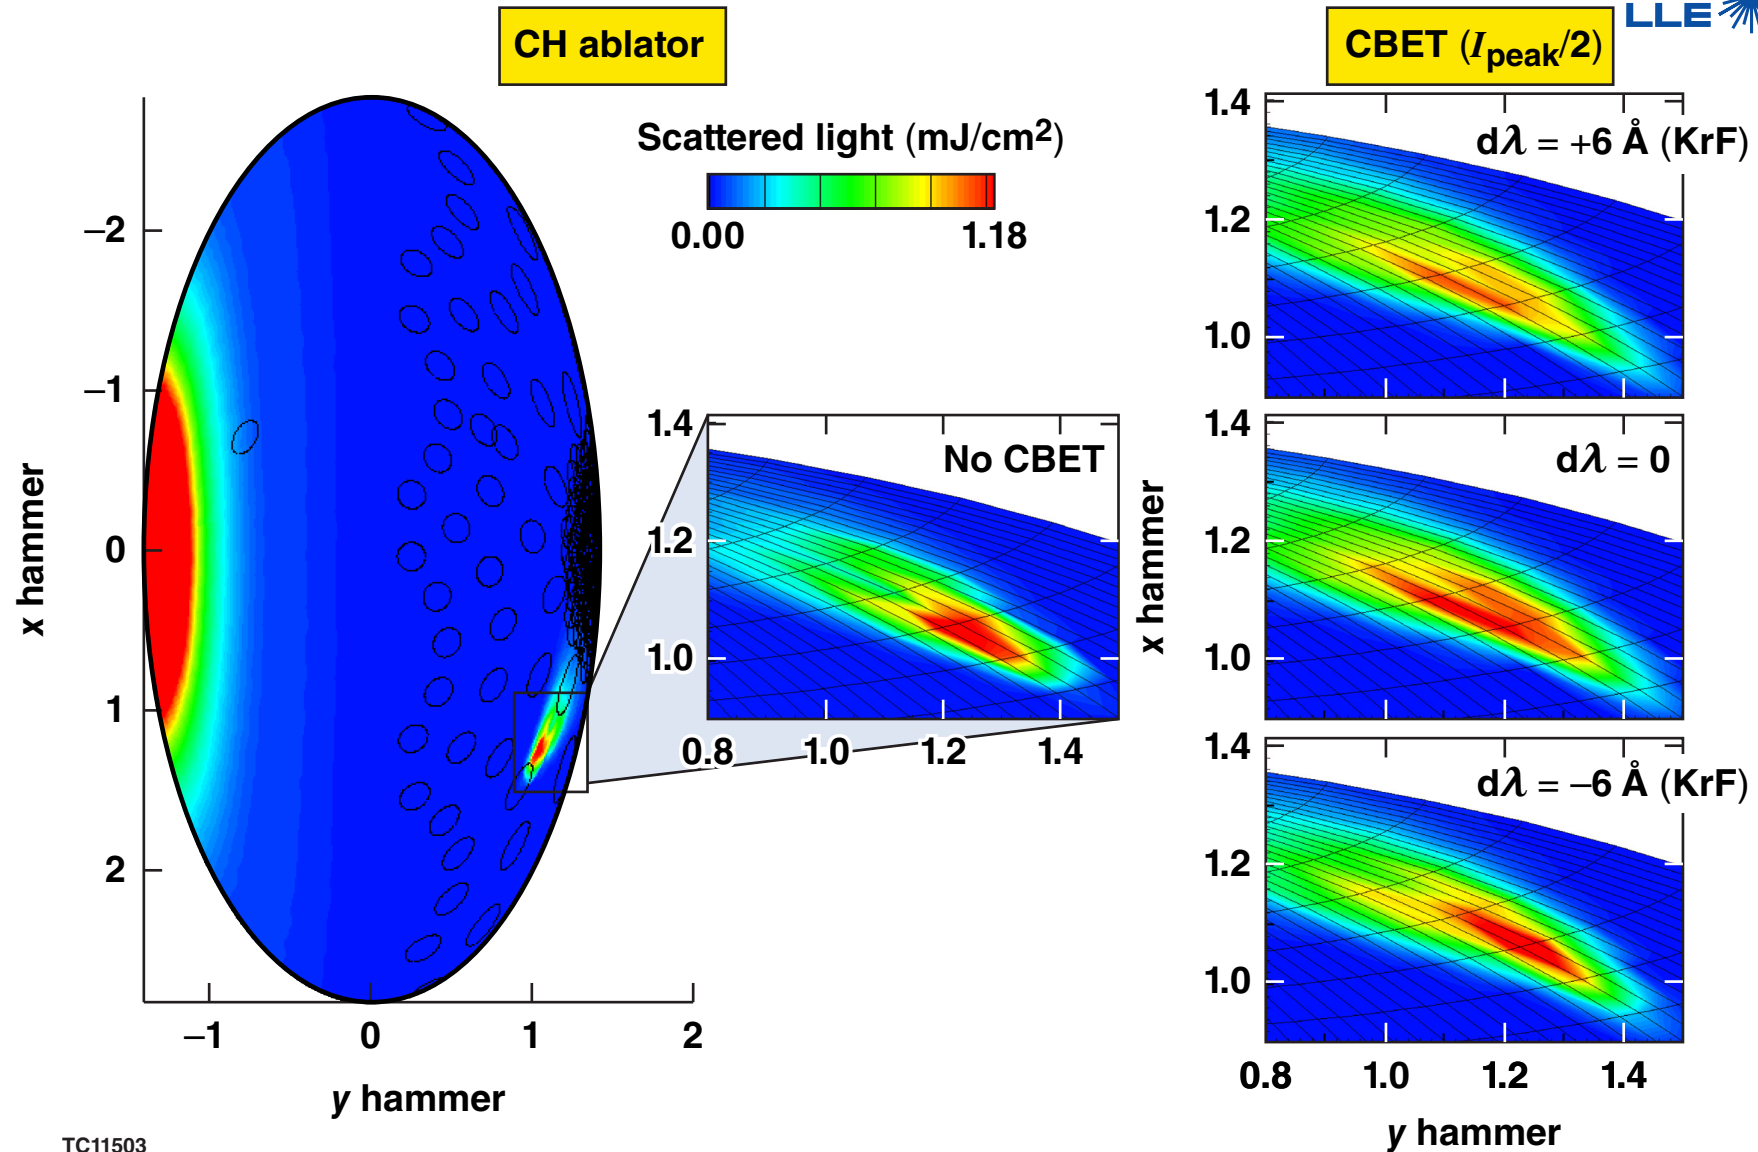 CH ablator
CBET (Ipeak/2)
LLE
Scattered light (mJ/cm2)
0.00 1.18
x hammer
–2
–1
0
1
2
–1 0 1 2
y hammer
No CBET
1.4
1.2
1.0
0.8 1.0 1.2 1.4
x hammer
dλ = +6 Å (KrF)
1.4
1.2
1.0
dλ = 0
1.4
1.2
1.0
dλ = –6 Å (KrF)
1.4
1.2
1.0
0.8 1.0 1.2 1.4
y hammer
TC11503